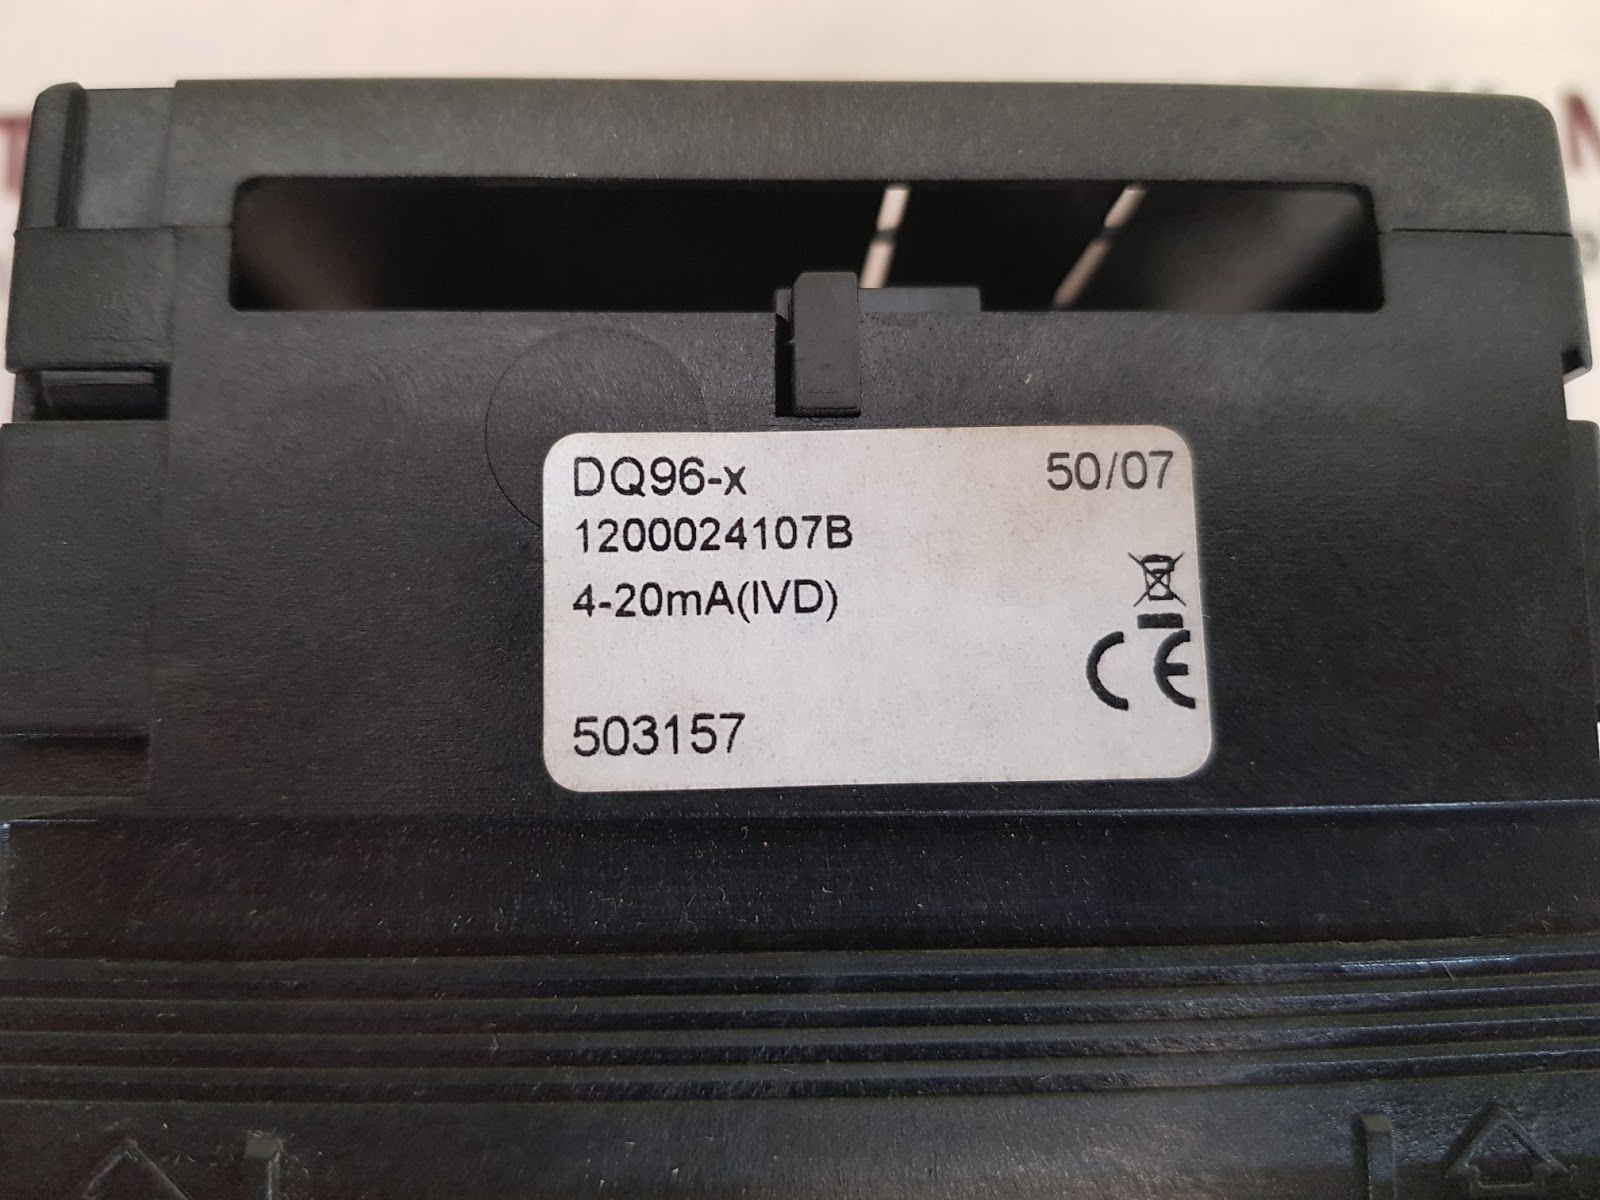 DQ96-x 50/07
1200024107B
4-20mA(IVD)
CE
503157